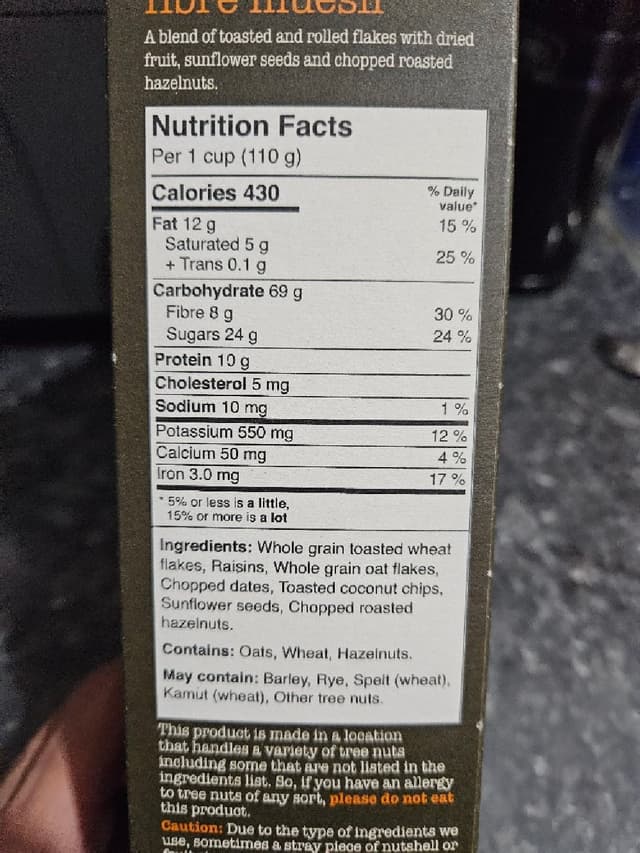 fibre muesli
A blend of toasted and rolled flakes with dried
fruit, sunflower seeds and chopped roasted
hazelnuts.
Nutrition Facts
Per 1 cup (110 g)
Calories 430
% Daily
value*
Fat 12 g 15 %
Saturated 5 g
+ Trans 0.1 g 25 %
Carbohydrate 69 g
Fibre 8 g 30 %
Sugars 24 g 24 %
Protein 10 g
Cholesterol 5 mg
Sodium 10 mg 1 %
Potassium 550 mg 12 %
Calcium 50 mg 4 %
Iron 3.0 mg 17 %
* 5% or less is a little,
15% or more is a lot
Ingredients: Whole grain toasted wheat
flakes, Raisins, Whole grain oat flakes,
Chopped dates, Toasted coconut chips,
Sunflower seeds, Chopped roasted
hazelnuts.
Contains: Oats, Wheat, Hazelnuts.
May contain: Barley, Rye, Spelt (wheat),
Kamut (wheat), Other tree nuts.
This product is made in a location
that handles a variety of tree nuts
including some that are not listed in the
ingredients list. So, if you have an allergy
to tree nuts of any sort, please do not eat
this product.
Caution: Due to the type of ingredients we
use, sometimes a stray piece of nutshell or